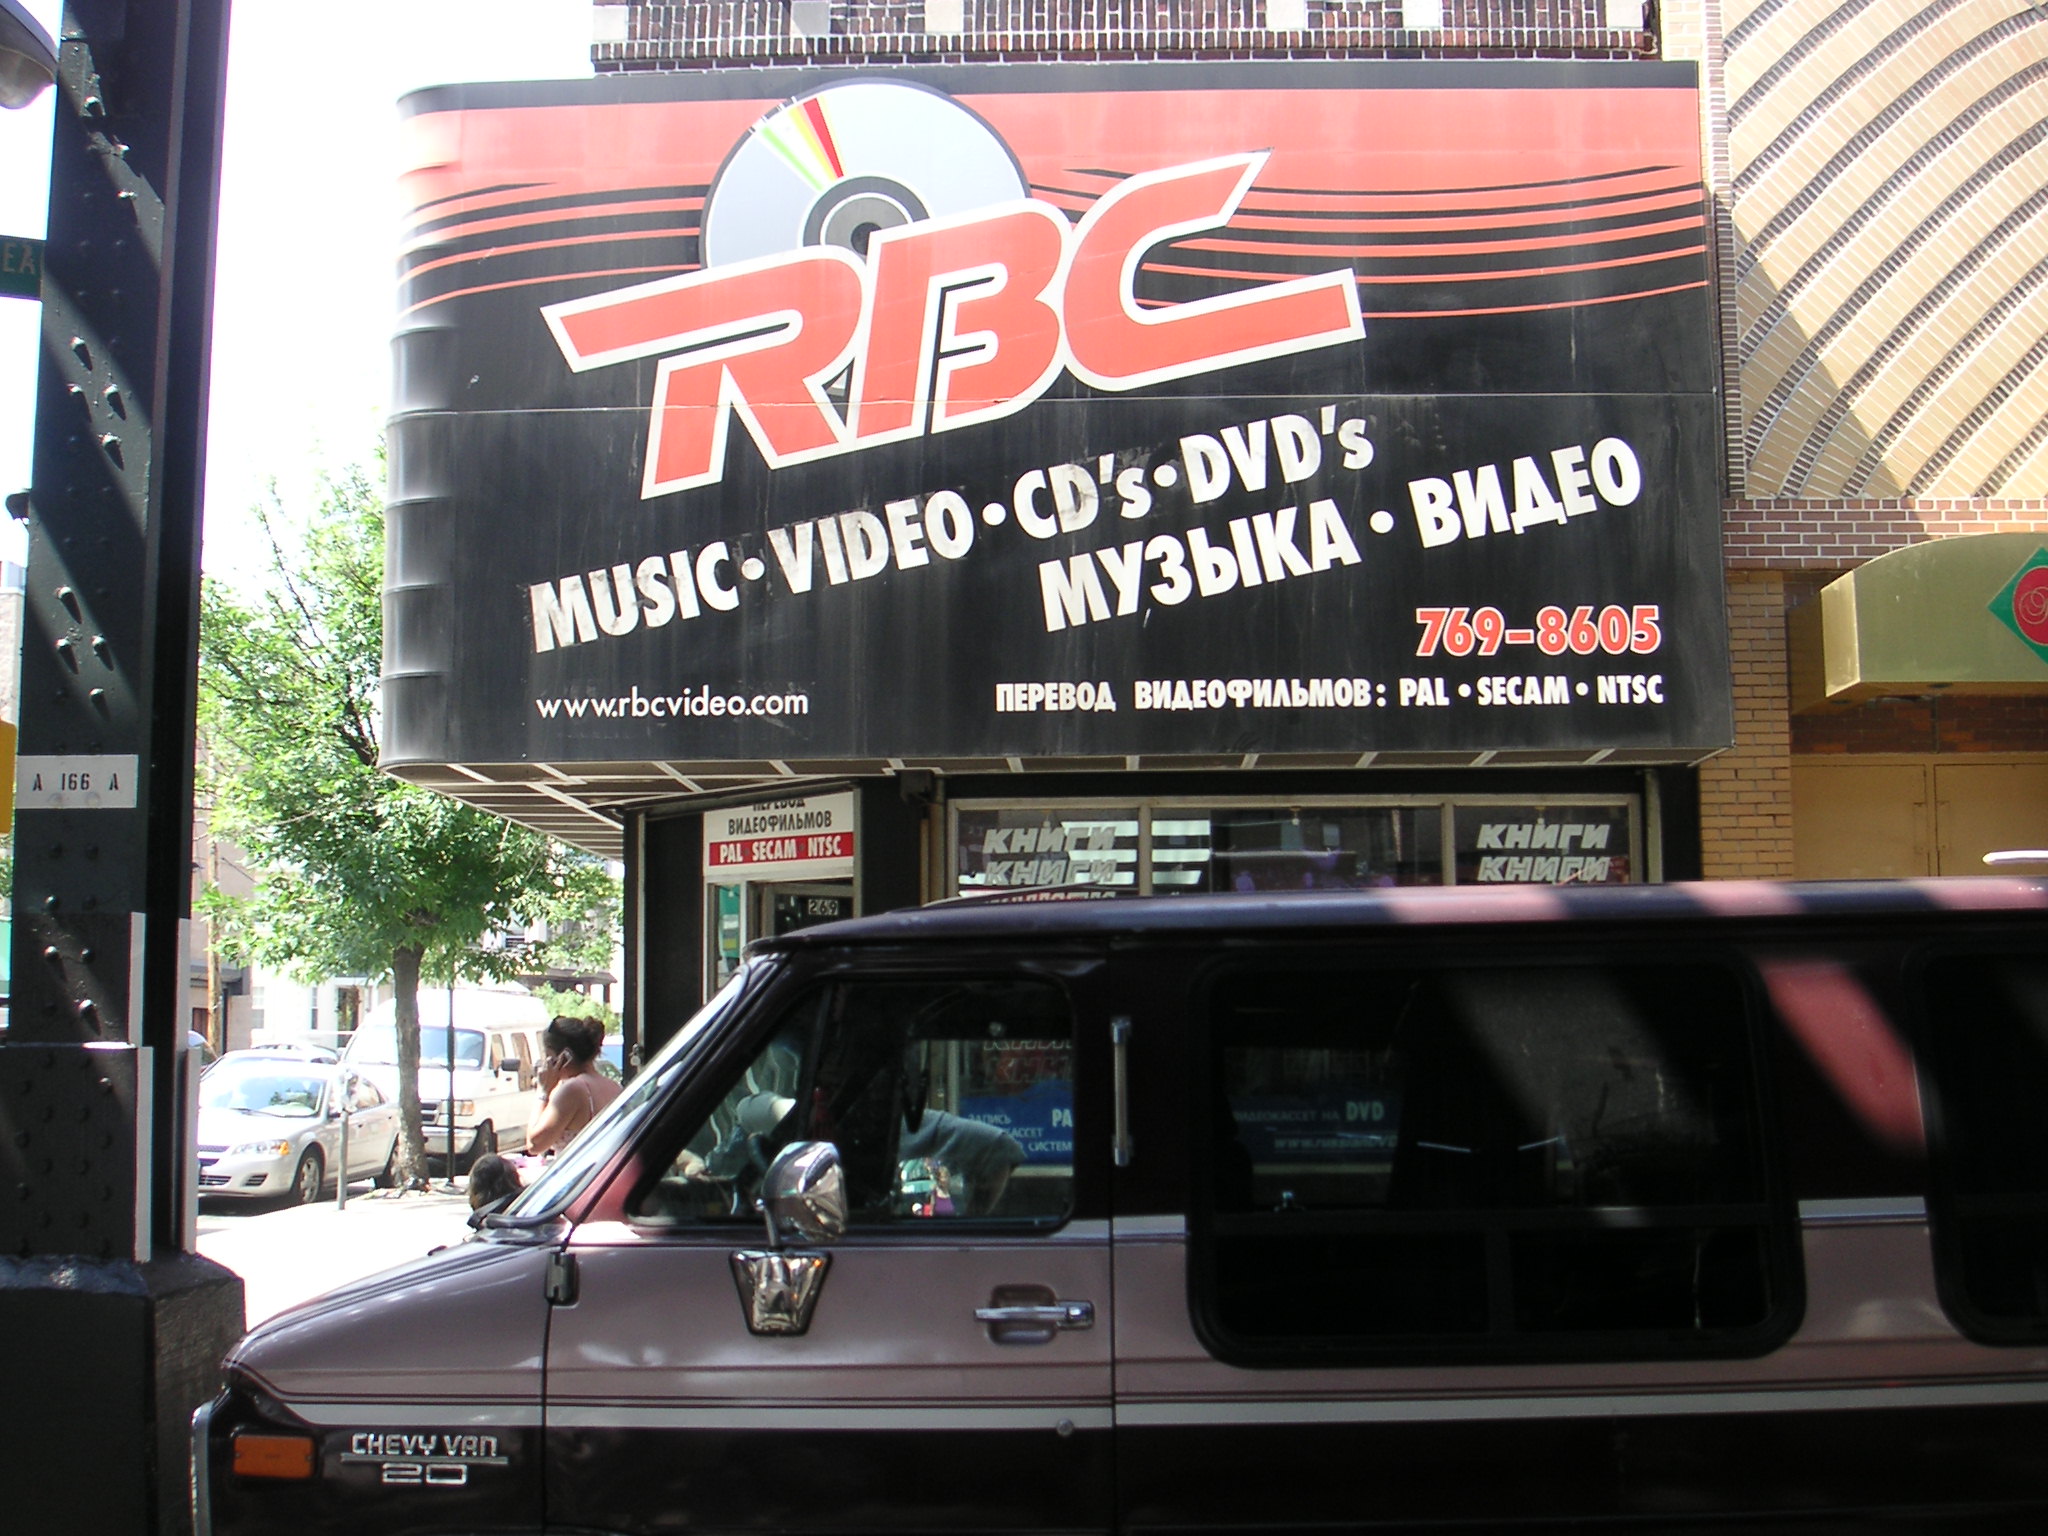 RBC
MUSIC • VIDEO • CD's • DVD's
МУЗЫКА • ВИДЕО
769-8605
www.rbcvideo.com
ПЕРЕВОД ВИДЕОФИЛЬМОВ: PAL • SECAM • NTSC
A 166 A
ПЕРЕВОД
ВИДЕОФИЛЬМОВ
PAL SECAM NTSC
269
КНИГИ
КНИГИ
КНИГИ
КНИГИ
DVD
CHEVY VAN
20